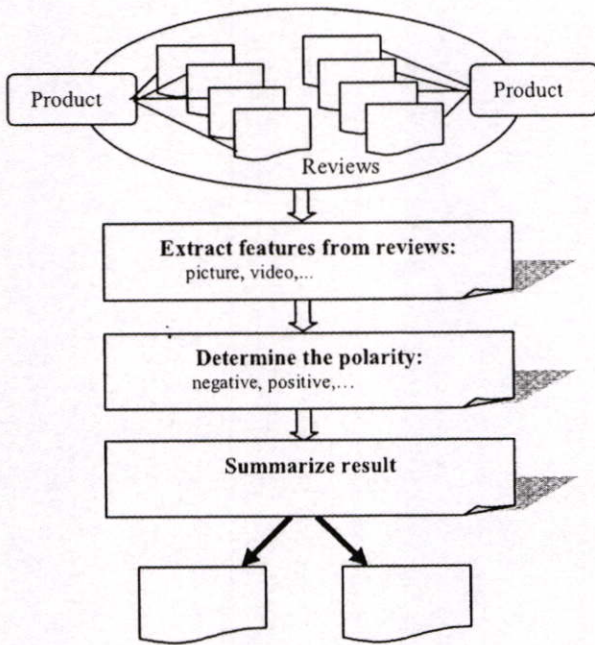 Product
Product
Reviews
Extract features from reviews:
picture, video,...
Determine the polarity:
negative, positive,...
Summarize result